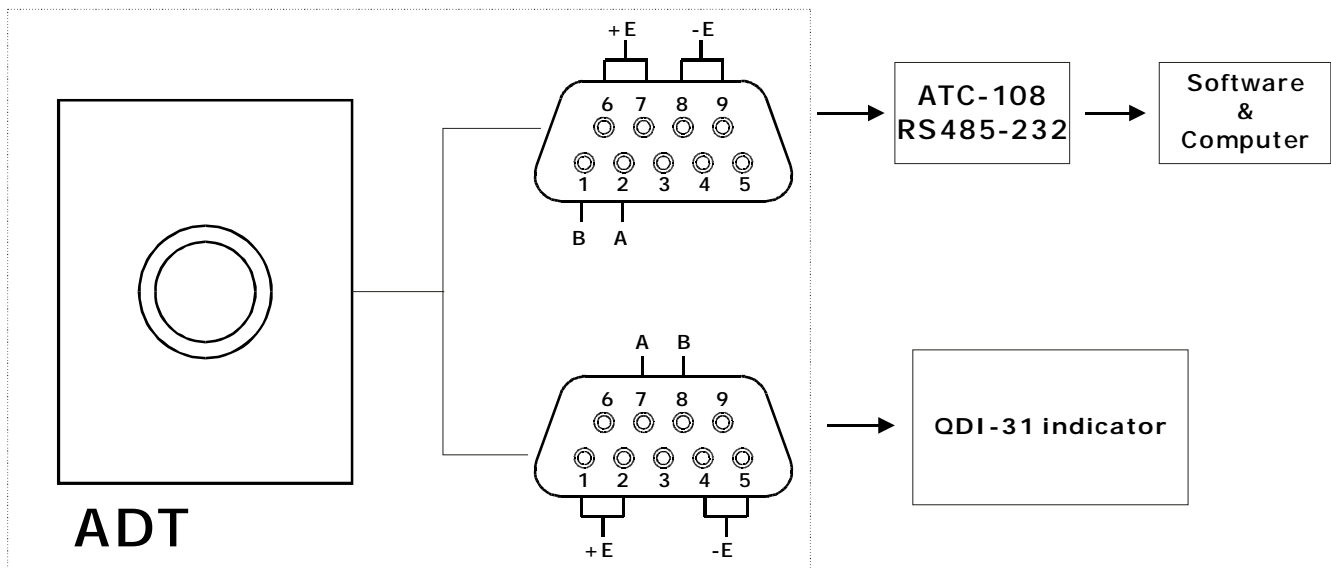 +E -E
6 7 8 9
1 2 3 4 5
B A
ATC-108
RS485-232
Software
&
Computer
A B
6 7 8 9
1 2 3 4 5
+E -E
QDI-31 indicator
ADT